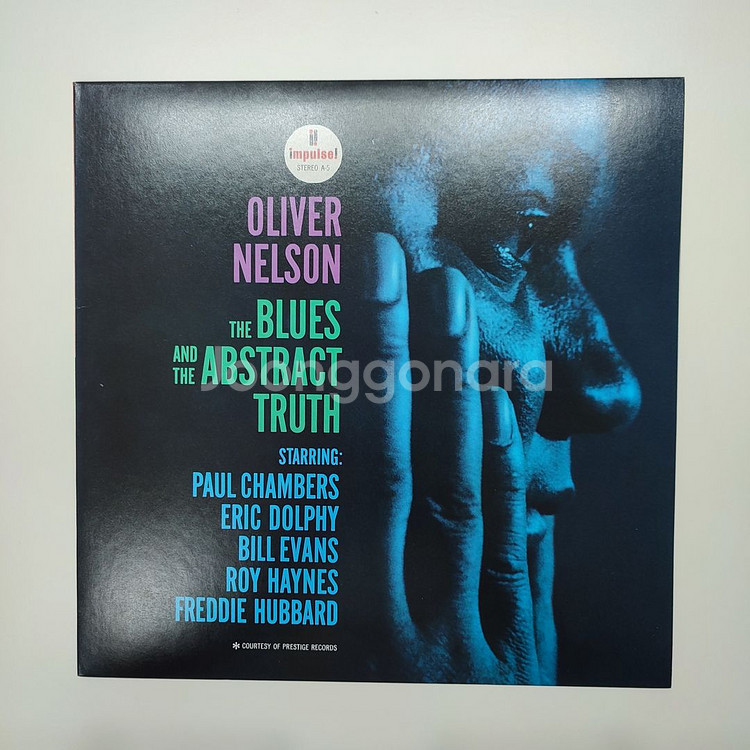 impulse!
STEREO A-5
OLIVER
NELSON
THE BLUES
AND THE ABSTRACT
TRUTH
Joonggonara
STARRING:
PAUL CHAMBERS
ERIC DOLPHY
BILL EVANS
ROY HAYNES
FREDDIE HUBBARD
* COURTESY OF PRESTIGE RECORDS